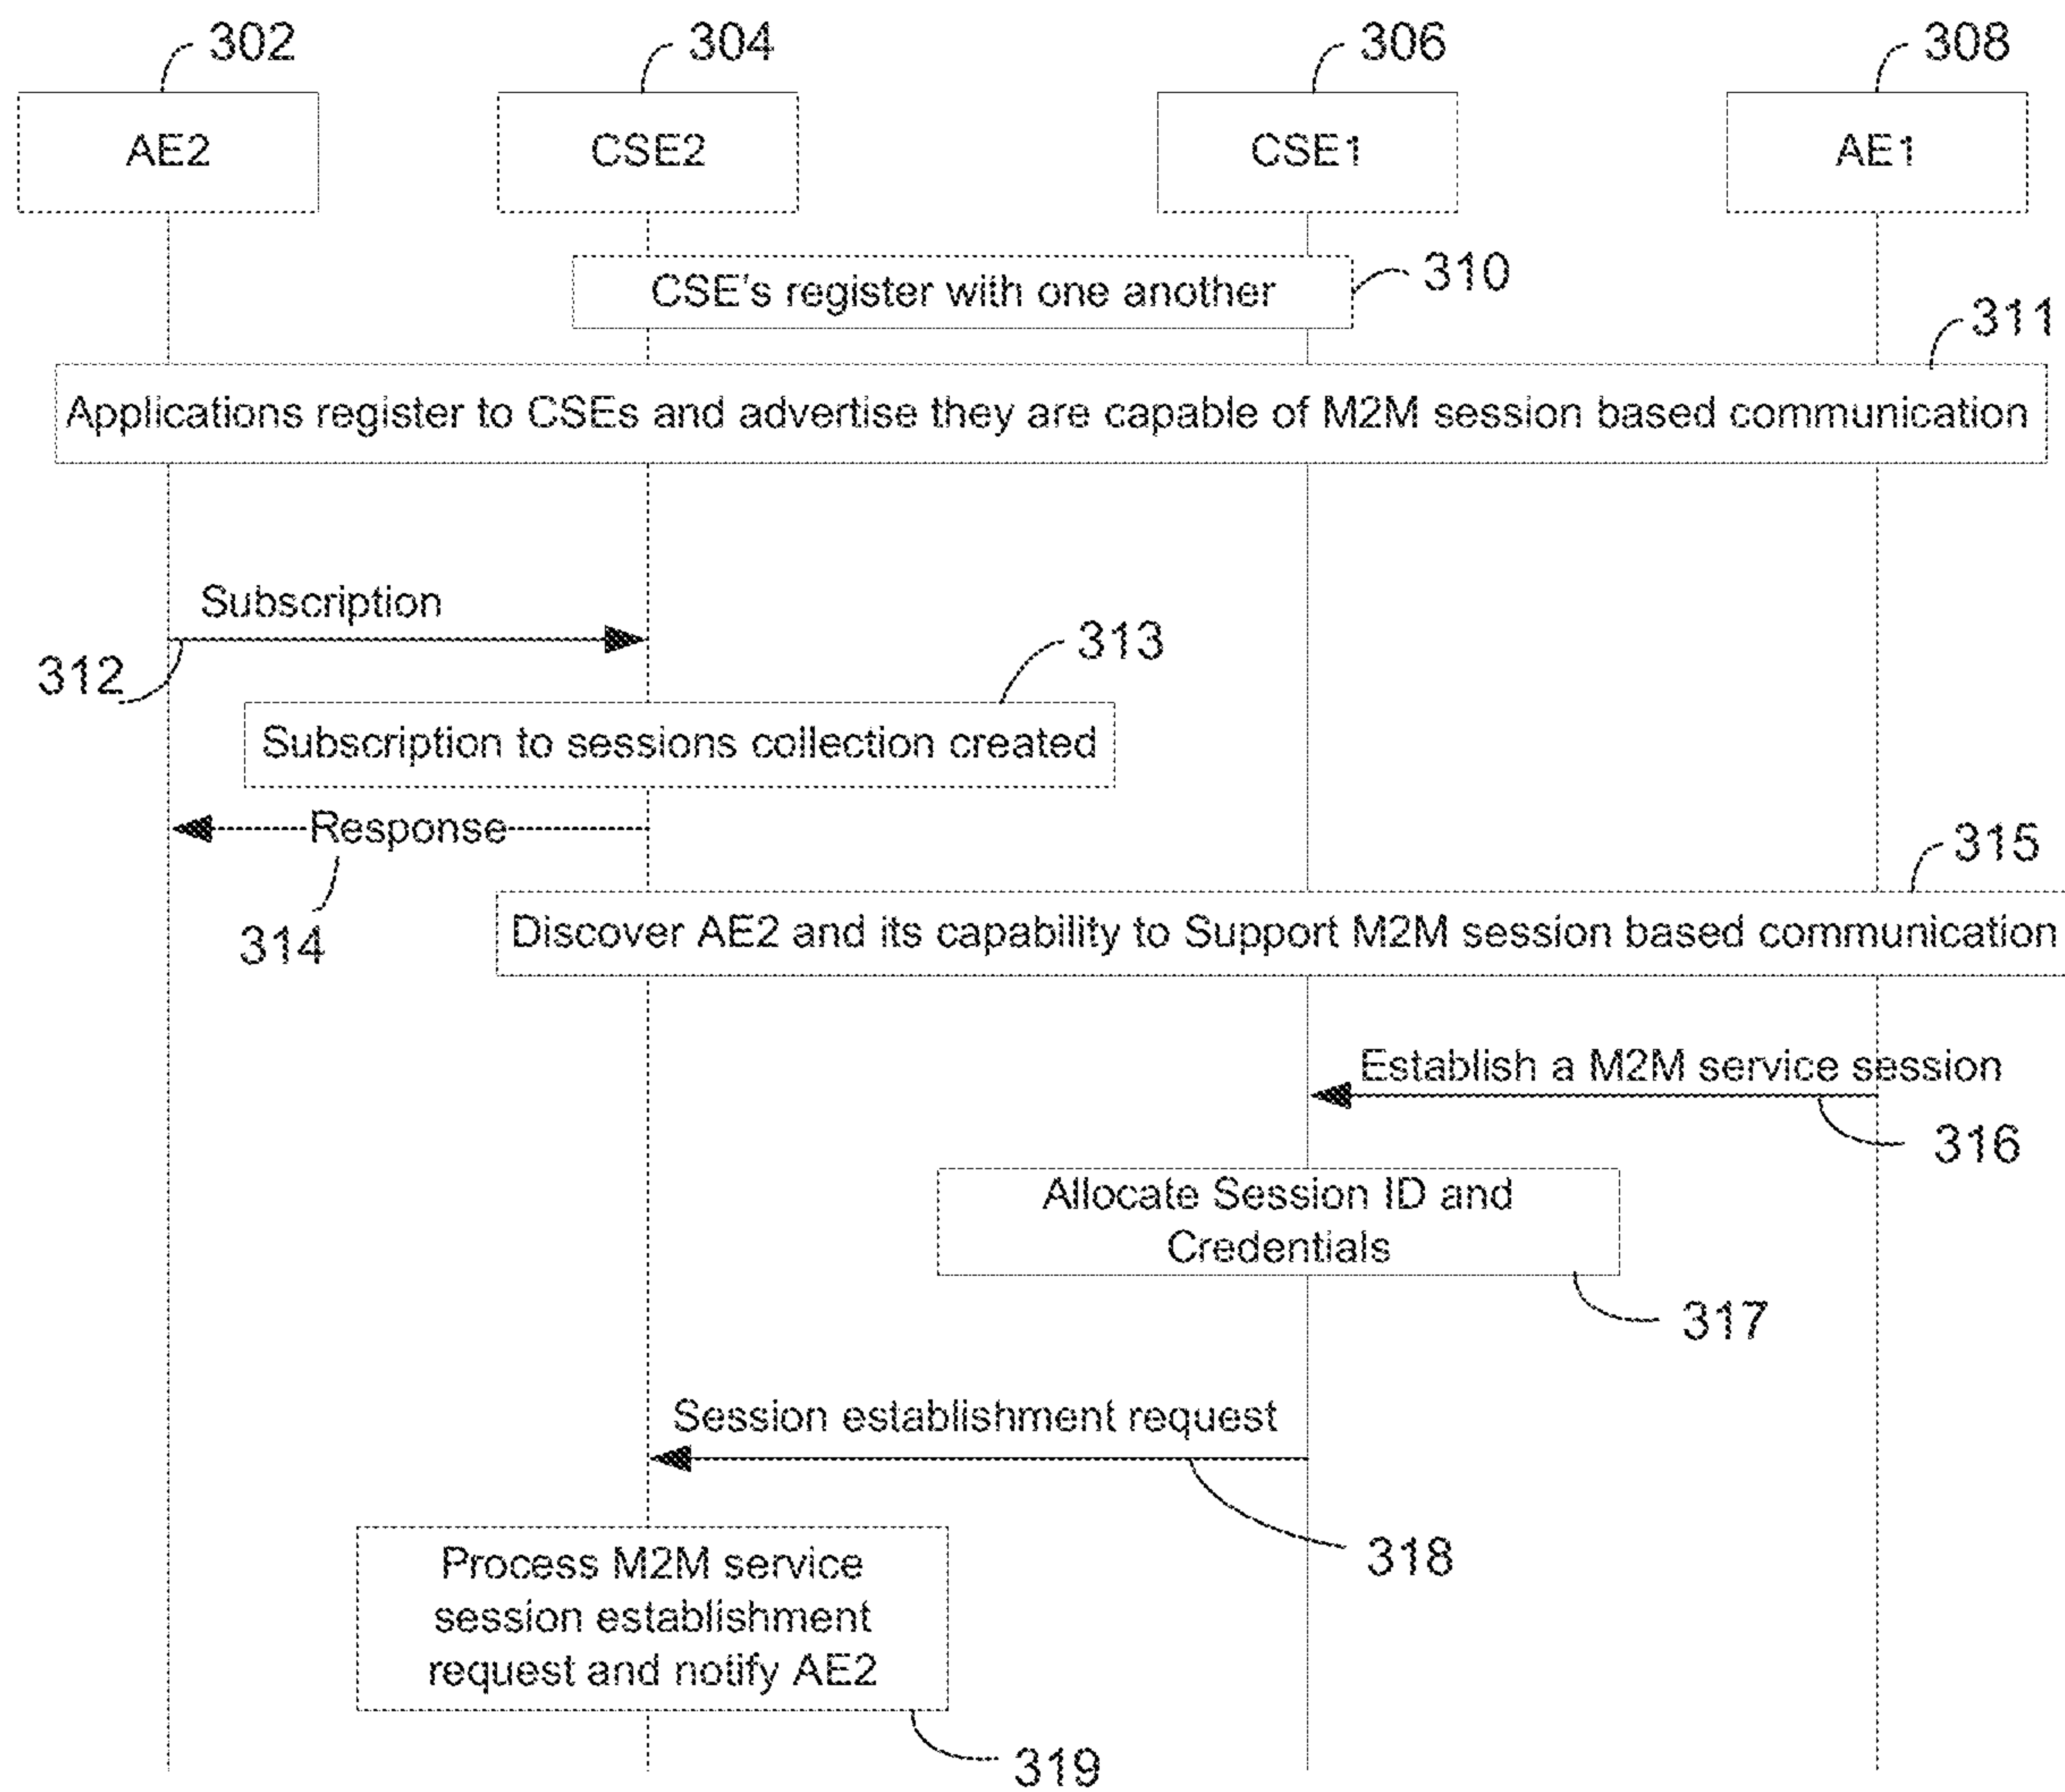 302
304
306
308
AE2
CSE2
CSE1
AE1
CSE's register with one another
310
311
Applications register to CSEs and advertise they are capable of M2M session based communication
Subscription
312
313
Subscription to sessions collection created
Response
314
315
Discover AE2 and its capability to Support M2M session based communication
Establish a M2M service session
316
Allocate Session ID and
Credentials
317
Session establishment request
318
Process M2M service
session establishment
request and notify AE2
319